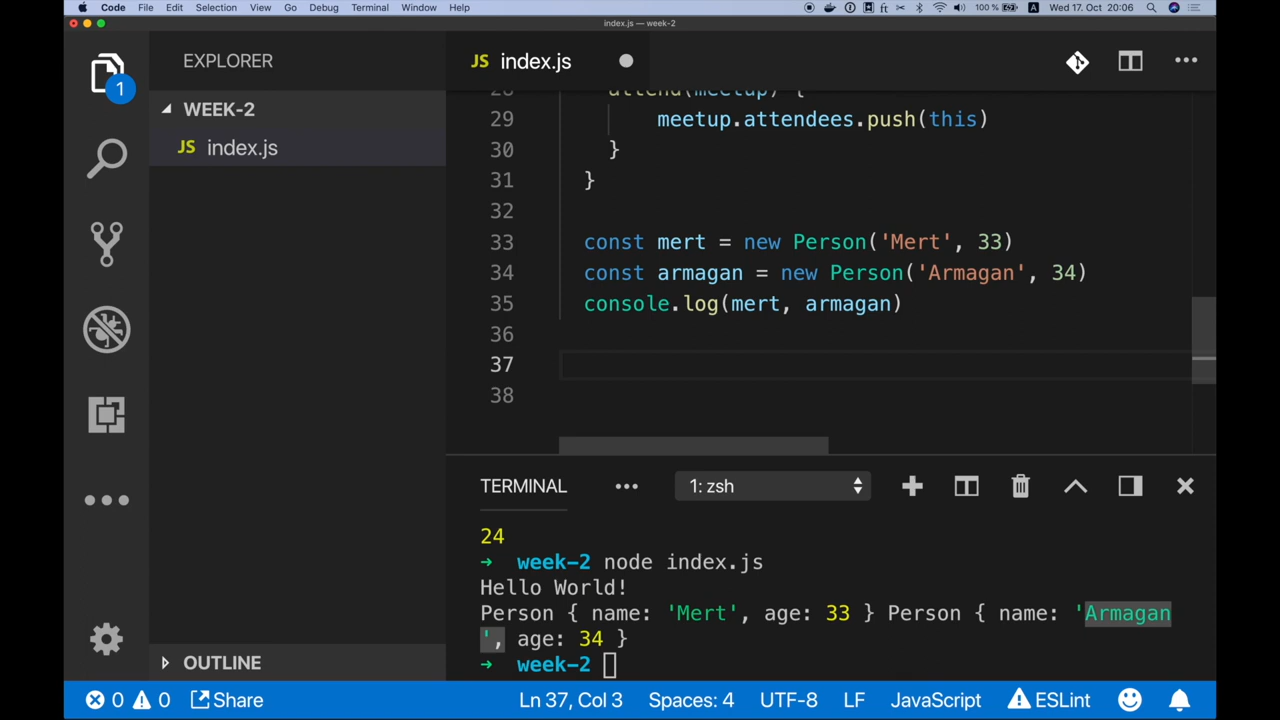 Code File Edit Selection View Go Debug Terminal Window Help 100 % A Wed 17. Oct 20:06
index.js — week-2
EXPLORER
JS index.js
1
WEEK-2
JS index.js
28 attend(meetup) {
29 meetup.attendees.push(this)
30 }
31 }
32
33 const mert = new Person('Mert', 33)
34 const armagan = new Person('Armagan', 34)
35 console.log(mert, armagan)
36
37
38
TERMINAL
1: zsh
24
➜ week-2 node index.js
Hello World!
Person { name: 'Mert', age: 33 } Person { name: 'Armagan
', age: 34 }
➜ week-2
OUTLINE
0 0 Share Ln 37, Col 3 Spaces: 4 UTF-8 LF JavaScript ESLint